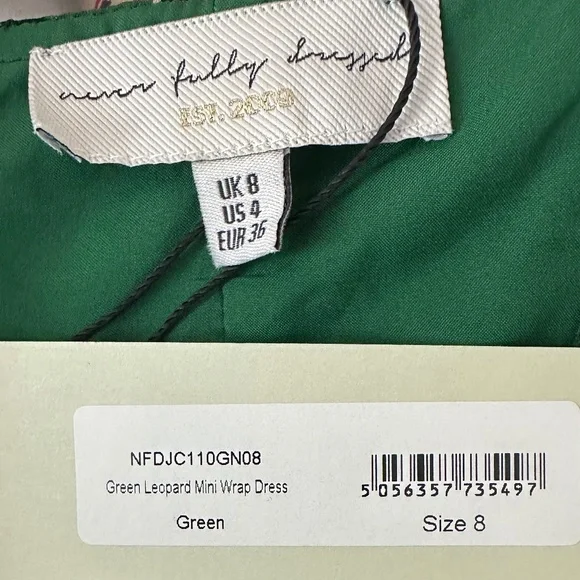 never fully dressed
EST. 2009
UK 8
US 4
EUR 36
NFDJC110GN08
Green Leopard Mini Wrap Dress
Green
5 056357 735497
Size 8